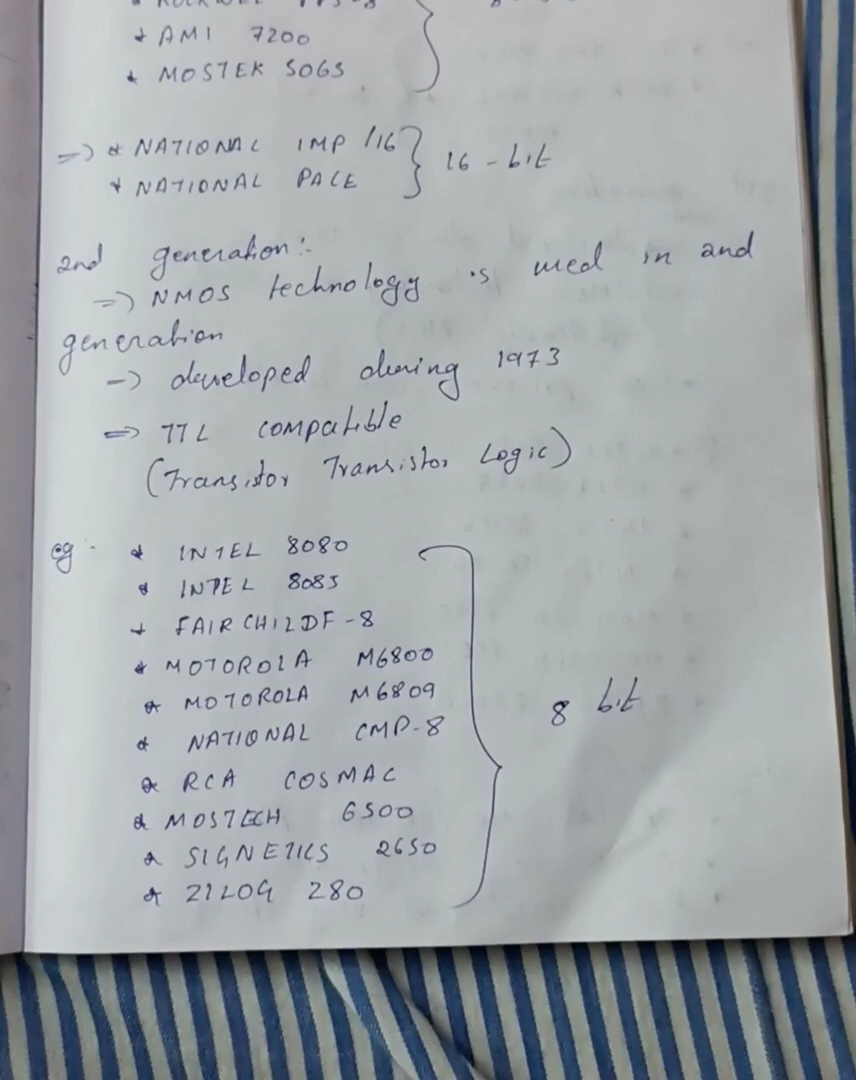 * AMI 7200
* MOSTEK 5065
=> * NATIONAL IMP /16
* NATIONAL PACE
16 - bit
2nd generation:-
=> NMOS technology is used in 2nd
generation
-> developed during 1973
=> TTL compatible
(Transistor Transistor Logic)
eg - * INTEL 8080
* INTEL 8085
* FAIRCHILD F-8
* MOTOROLA M6800
* MOTOROLA M6809
* NATIONAL CMP-8
* RCA COSMAC
* MOSTECH 6500
* SIGNETICS 2650
* ZILOG Z80
8 bit